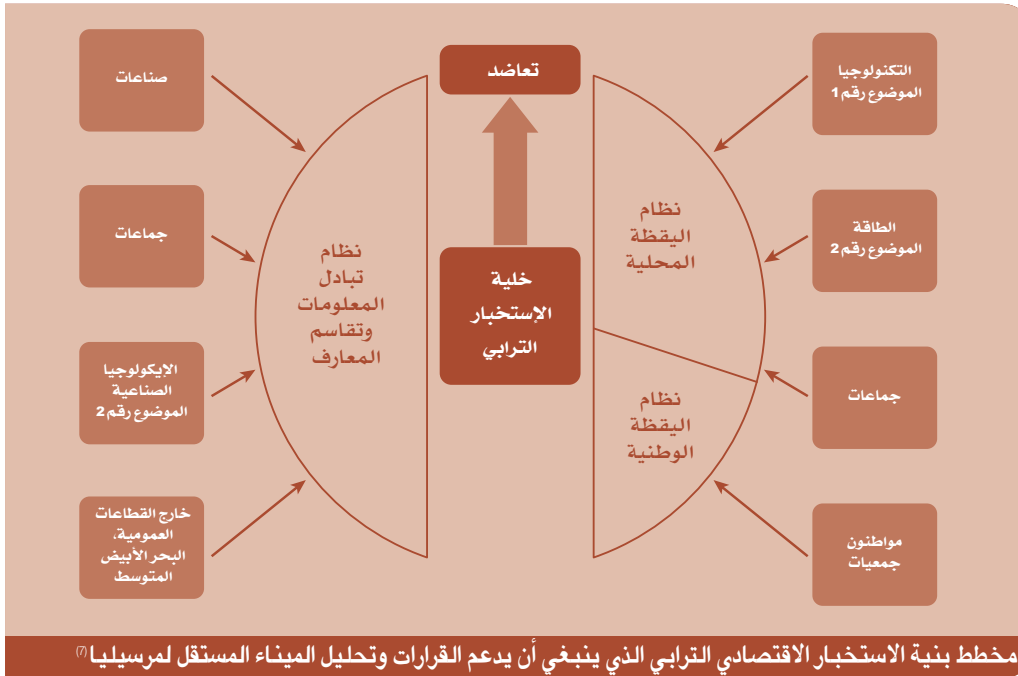 تعاضد
خلية
الإستخبار
الترابي
التكنولوجيا
الموضوع رقم 1
الطاقة
الموضوع رقم 2
جماعات
مواطنون
جمعيات
نظام
اليقظة
المحلية
نظام
اليقظة
الوطنية
نظام
تبادل
المعلومات
وتقاسم
المعارف
صناعات
جماعات
الإيكولوجيا
الصناعية
الموضوع رقم 2
خارج القطاعات
العمومية،
البحر الأبيض
المتوسط
مخطط بنية الاستخبار الاقتصادي الترابي الذي ينبغي أن يدعم القرارات وتحليل الميناء المستقل لمرسيليا (7)